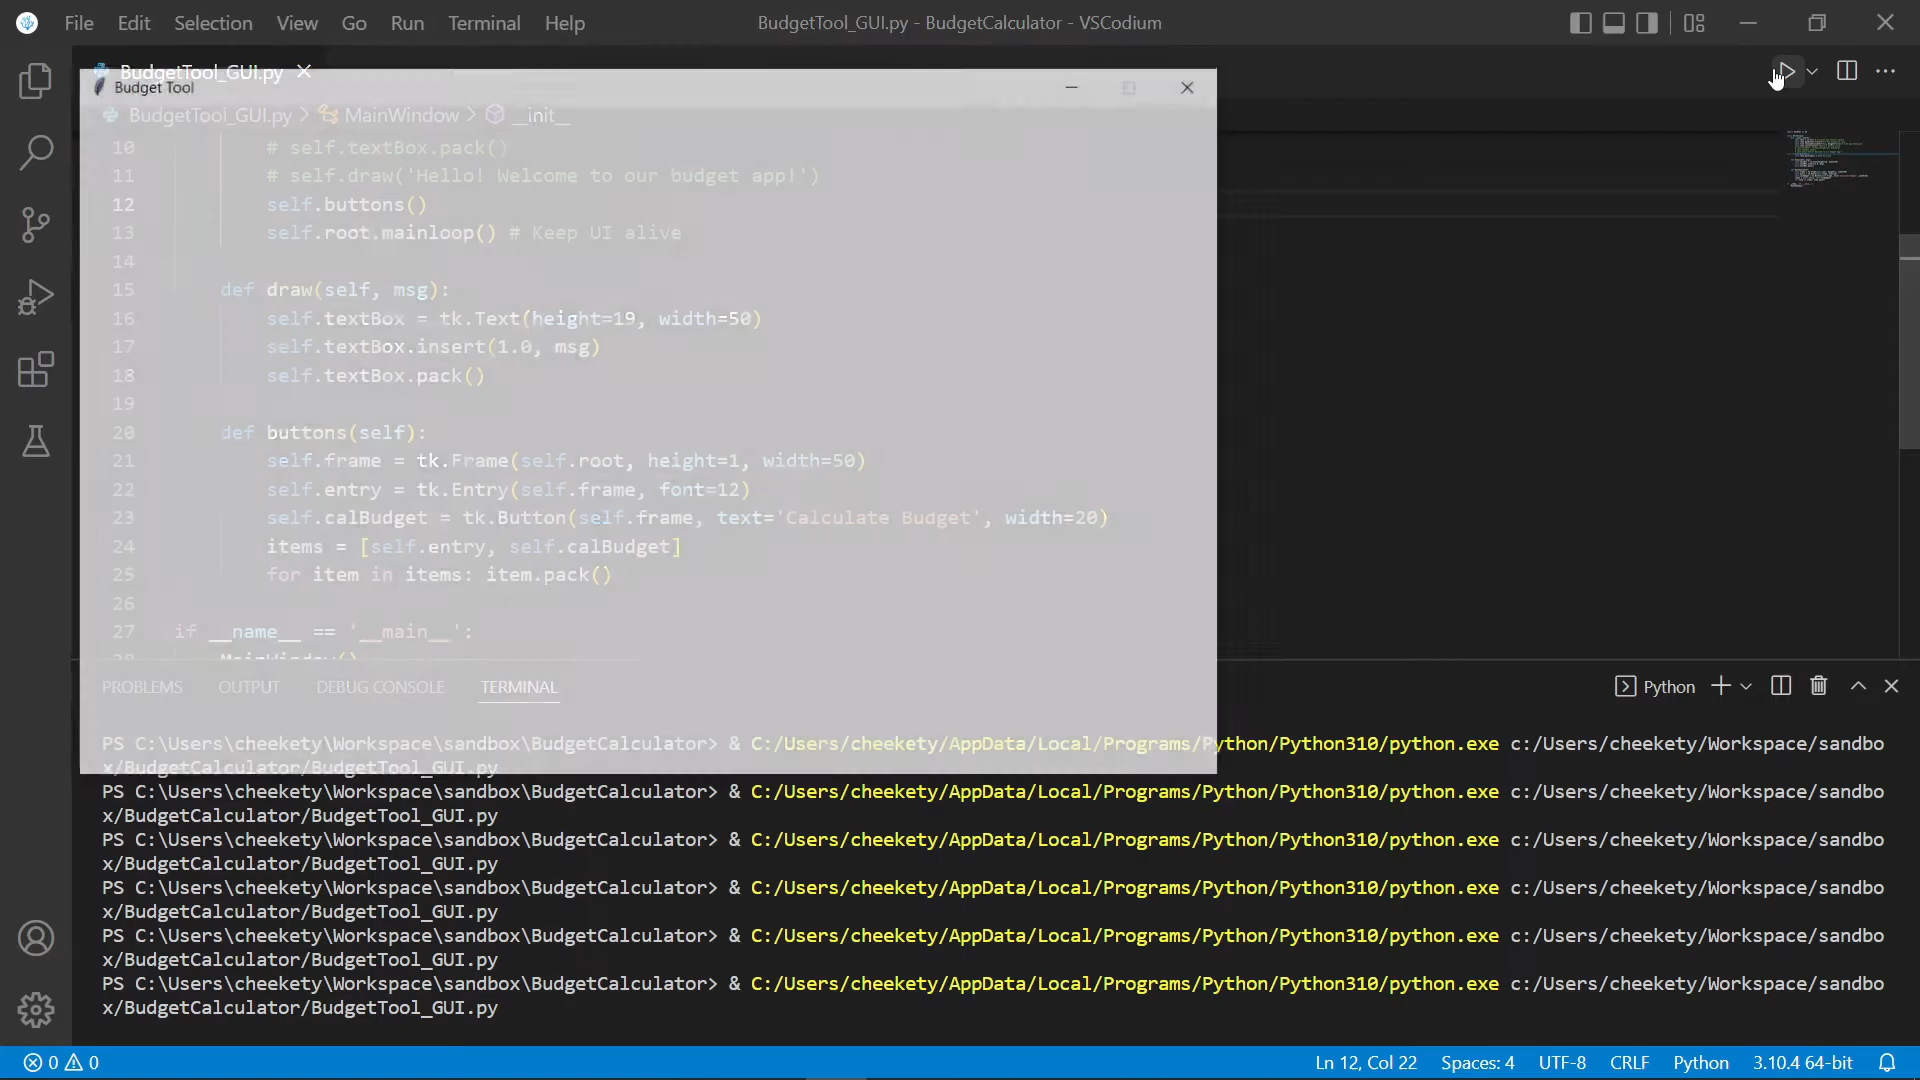 File Edit Selection View Go Run Terminal Help BudgetTool_GUI.py - BudgetCalculator - VSCodium
BudgetTool_GUI.py
Budget Tool
BudgetTool_GUI.py > MainWindow > __init__
10 # self.textBox.pack()
11 # self.draw('Hello! Welcome to our budget app!')
12 self.buttons()
13 self.root.mainloop() # Keep UI alive
14
15 def draw(self, msg):
16 self.textBox = tk.Text(height=19, width=50)
17 self.textBox.insert(1.0, msg)
18 self.textBox.pack()
19
20 def buttons(self):
21 self.frame = tk.Frame(self.root, height=1, width=50)
22 self.entry = tk.Entry(self.frame, font=12)
23 self.calBudget = tk.Button(self.frame, text='Calculate Budget', width=20)
24 items = [self.entry, self.calBudget]
25 for item in items: item.pack()
26
27 if __name__ == '__main__':
28 MainWindow()
PROBLEMS OUTPUT DEBUG CONSOLE TERMINAL Python
PS C:\Users\cheekety\Workspace\sandbox\BudgetCalculator> & C:/Users/cheekety/AppData/Local/Programs/Python/Python310/python.exe c:/Users/cheekety/Workspace/sandbo
x/BudgetCalculator/BudgetTool_GUI.py
PS C:\Users\cheekety\Workspace\sandbox\BudgetCalculator> & C:/Users/cheekety/AppData/Local/Programs/Python/Python310/python.exe c:/Users/cheekety/Workspace/sandbo
x/BudgetCalculator/BudgetTool_GUI.py
PS C:\Users\cheekety\Workspace\sandbox\BudgetCalculator> & C:/Users/cheekety/AppData/Local/Programs/Python/Python310/python.exe c:/Users/cheekety/Workspace/sandbo
x/BudgetCalculator/BudgetTool_GUI.py
PS C:\Users\cheekety\Workspace\sandbox\BudgetCalculator> & C:/Users/cheekety/AppData/Local/Programs/Python/Python310/python.exe c:/Users/cheekety/Workspace/sandbo
x/BudgetCalculator/BudgetTool_GUI.py
PS C:\Users\cheekety\Workspace\sandbox\BudgetCalculator> & C:/Users/cheekety/AppData/Local/Programs/Python/Python310/python.exe c:/Users/cheekety/Workspace/sandbo
x/BudgetCalculator/BudgetTool_GUI.py
PS C:\Users\cheekety\Workspace\sandbox\BudgetCalculator> & C:/Users/cheekety/AppData/Local/Programs/Python/Python310/python.exe c:/Users/cheekety/Workspace/sandbo
x/BudgetCalculator/BudgetTool_GUI.py
0 0 Ln 12, Col 22 Spaces: 4 UTF-8 CRLF Python 3.10.4 64-bit